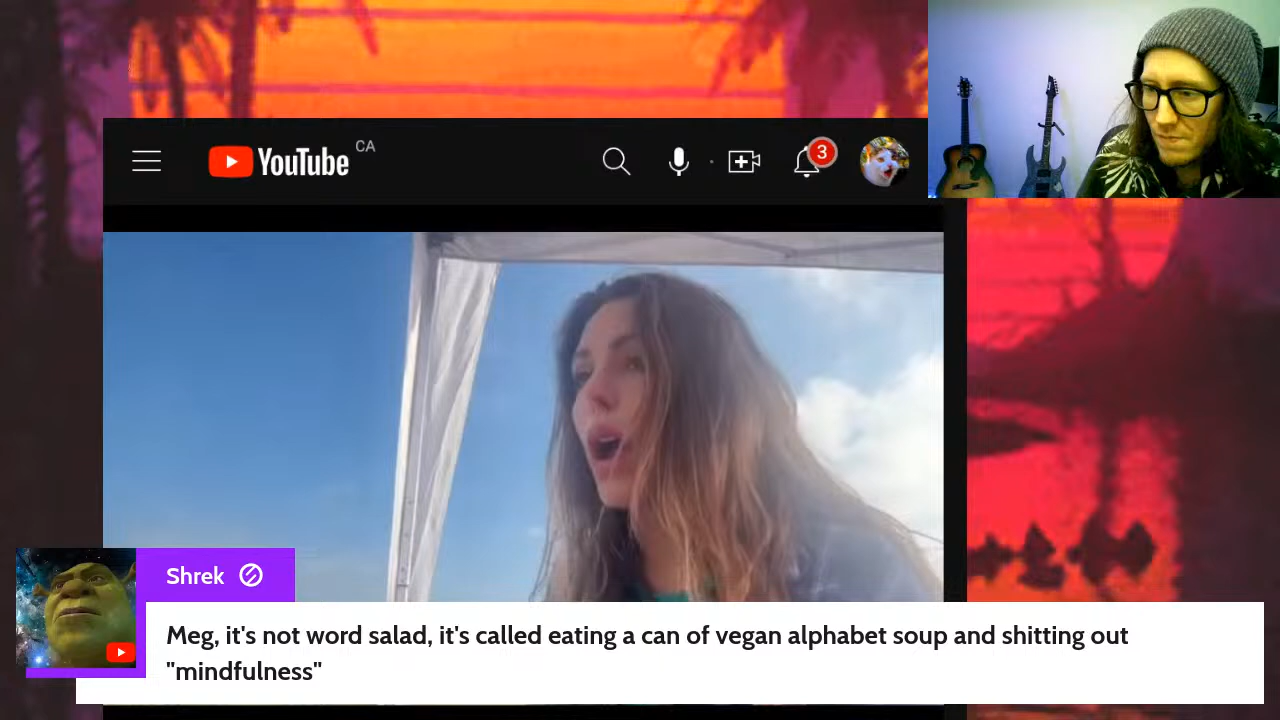 YouTube CA
3
Shrek
Meg, it's not word salad, it's called eating a can of vegan alphabet soup and shitting out
"mindfulness"